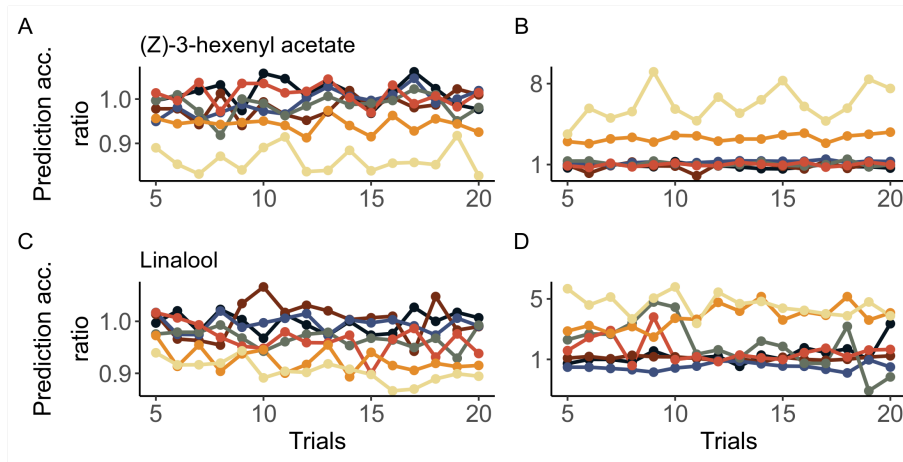 A
B
(Z)-3-hexenyl acetate
Prediction acc.
ratio
1.0
0.9
5
10
15
20
8
1
5
10
15
20
C
D
Linalool
Prediction acc.
ratio
1.0
0.9
5
10
15
20
Trials
5
1
5
10
15
20
Trials